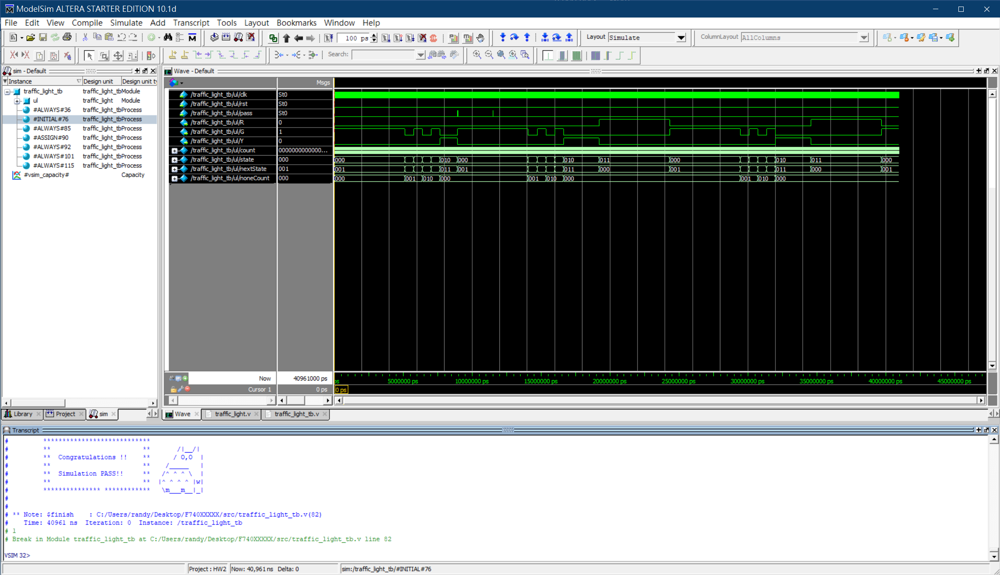 ModelSim ALTERA STARTER EDITION 10.1d
File Edit View Compile Simulate Add Transcript Tools Layout Bookmarks Window Help
100 ps Layout Simulate ColumnLayout AllColumns
Search:
sim - Default
Instance Design unit Design unit ty
traffic_light_tb traffic_light_tb Module
ul traffic_light Module
#ALWAYS#36 traffic_light_tb Process
#INITIAL#76 traffic_light_tb Process
#ALWAYS#85 traffic_light_tb Process
#ASSIGN#90 traffic_light_tb Process
#ALWAYS#92 traffic_light_tb Process
#ALWAYS#101 traffic_light_tb Process
#ALWAYS#115 traffic_light_tb Process
#vsim_capacity# Capacity
Wave - Default
Msgs
/traffic_light_tb/ul/clk St0
/traffic_light_tb/ul/rst St0
/traffic_light_tb/ul/pass St0
/traffic_light_tb/ul/R 0
/traffic_light_tb/ul/G 1
/traffic_light_tb/ul/Y 0
/traffic_light_tb/ul/count 0000000000000...
/traffic_light_tb/ul/state 000 000 010 000 010 011 000 010 011 000
/traffic_light_tb/ul/nextState 001 001 011 001 011 000 001 011 000 001
/traffic_light_tb/ul/noneCount 000 000 001 010 000 001 010 000 001 010 000
Now 40961000 ps ps 5000000 ps 10000000 ps 15000000 ps 20000000 ps 25000000 ps 30000000 ps 35000000 ps 40000000 ps 45000000 ps
Cursor 1 0 ps 0 ps
Library Project sim
Wave traffic_light.v traffic_light_tb.v
Transcript
# ****************************
# ** ** /|__/|
# ** Congratulations !! ** / O,O |
# ** ** /_____ |
# ** Simulation PASS!! ** /^ ^ ^ \ |
# ** ** |^ ^ ^ ^ |w|
# *************** ************ \m___m__|_|
#
#
# ** Note: $finish : C:/Users/randy/Desktop/F740XXXXX/src/traffic_light_tb.v(82)
# Time: 40961 ns Iteration: 0 Instance: /traffic_light_tb
# 1
# Break in Module traffic_light_tb at C:/Users/randy/Desktop/F740XXXXX/src/traffic_light_tb.v line 82
VSIM 32>
Project : HW2 Now: 40,961 ns Delta: 0 sim:/traffic_light_tb/#INITIAL#76